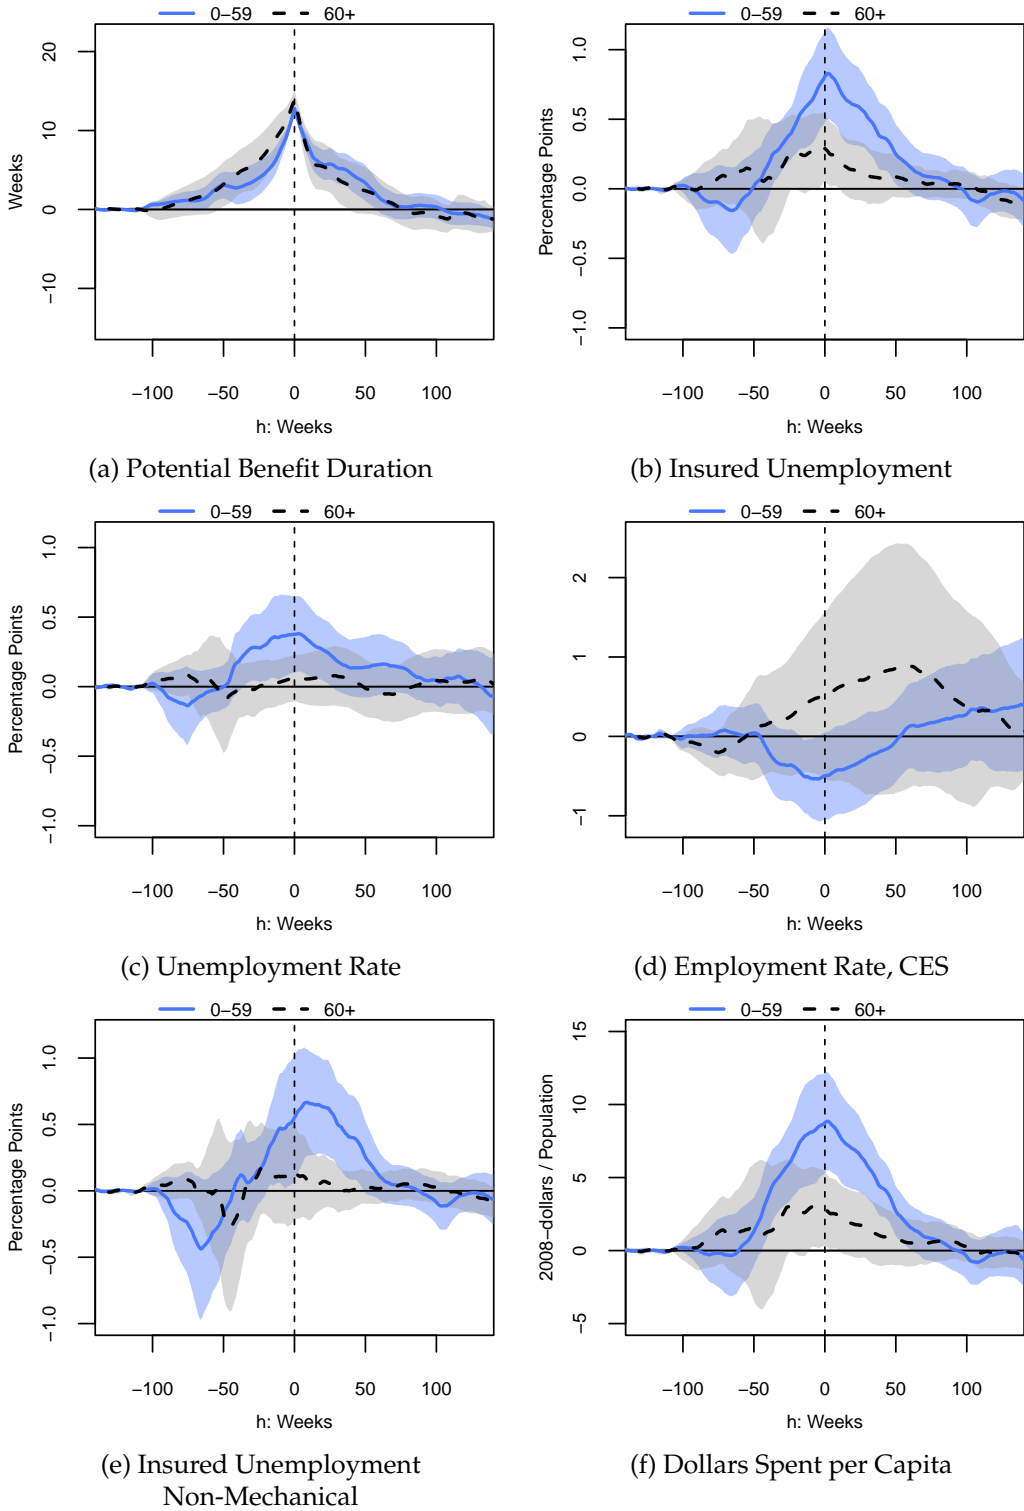 0−59 60+
Weeks
20
10
0
−10
−100 −50 0 50 100
h: Weeks
(a) Potential Benefit Duration
0−59 60+
Percentage Points
1.0
0.5
0.0
−0.5
−1.0
−100 −50 0 50 100
h: Weeks
(b) Insured Unemployment
0−59 60+
Percentage Points
1.0
0.5
0.0
−0.5
−1.0
−100 −50 0 50 100
h: Weeks
(c) Unemployment Rate
0−59 60+
2
1
0
−1
−100 −50 0 50 100
h: Weeks
(d) Employment Rate, CES
0−59 60+
Percentage Points
1.0
0.5
0.0
−0.5
−1.0
−100 −50 0 50 100
h: Weeks
(e) Insured Unemployment
Non-Mechanical
0−59 60+
2008−dollars / Population
15
10
5
0
−5
−100 −50 0 50 100
h: Weeks
(f) Dollars Spent per Capita